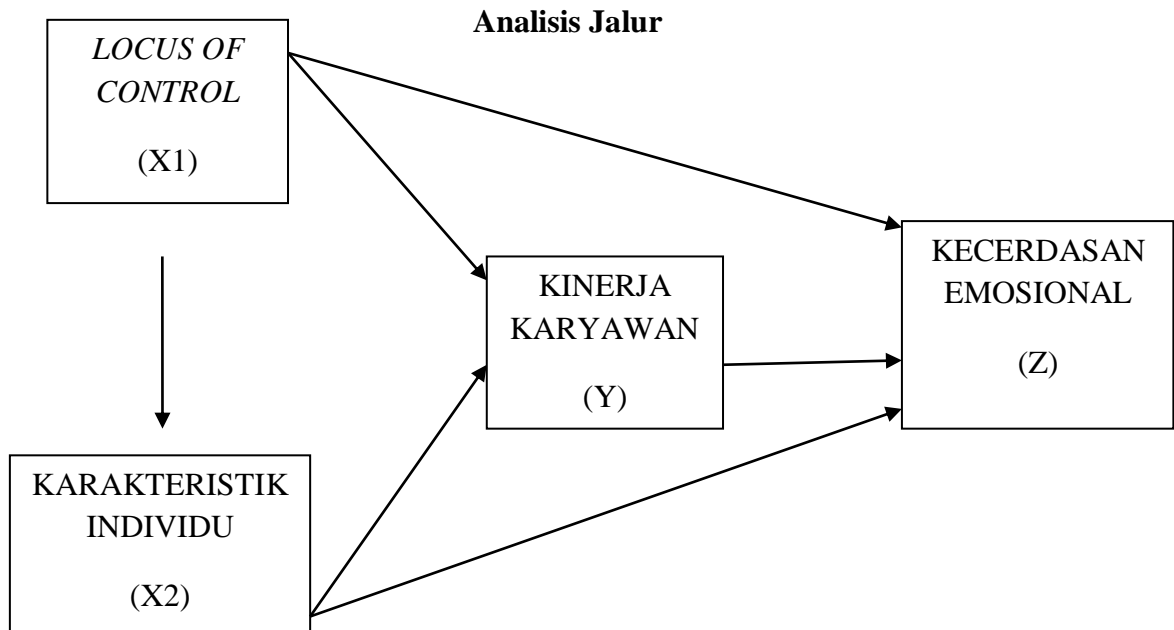 Analisis Jalur
LOCUS OF
CONTROL
(X1)
KINERJA
KARYAWAN
(Y)
KECERDASAN
EMOSIONAL
(Z)
KARAKTERISTIK
INDIVIDU
(X2)